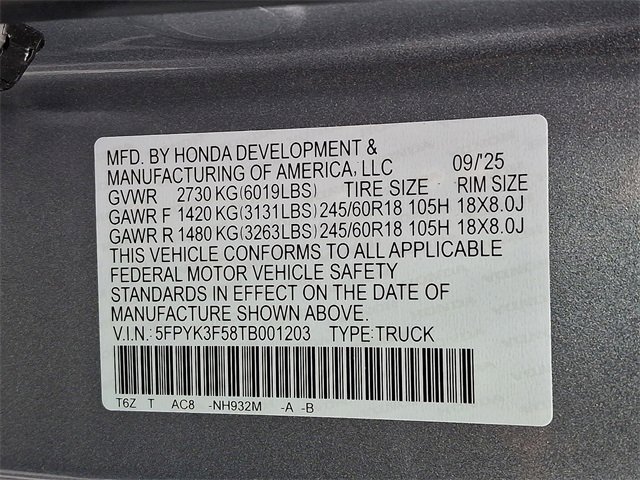 MFD. BY HONDA DEVELOPMENT &
MANUFACTURING OF AMERICA, LLC 09/'25
GVWR 2730 KG(6019LBS) TIRE SIZE RIM SIZE
GAWR F 1420 KG(3131LBS) 245/60R18 105H 18X8.0J
GAWR R 1480 KG(3263LBS) 245/60R18 105H 18X8.0J
THIS VEHICLE CONFORMS TO ALL APPLICABLE
FEDERAL MOTOR VEHICLE SAFETY
STANDARDS IN EFFECT ON THE DATE OF
MANUFACTURE SHOWN ABOVE.
V.I.N.: 5FPYK3F58TB001203 TYPE:TRUCK
T6Z T AC8 -NH932M -A -B